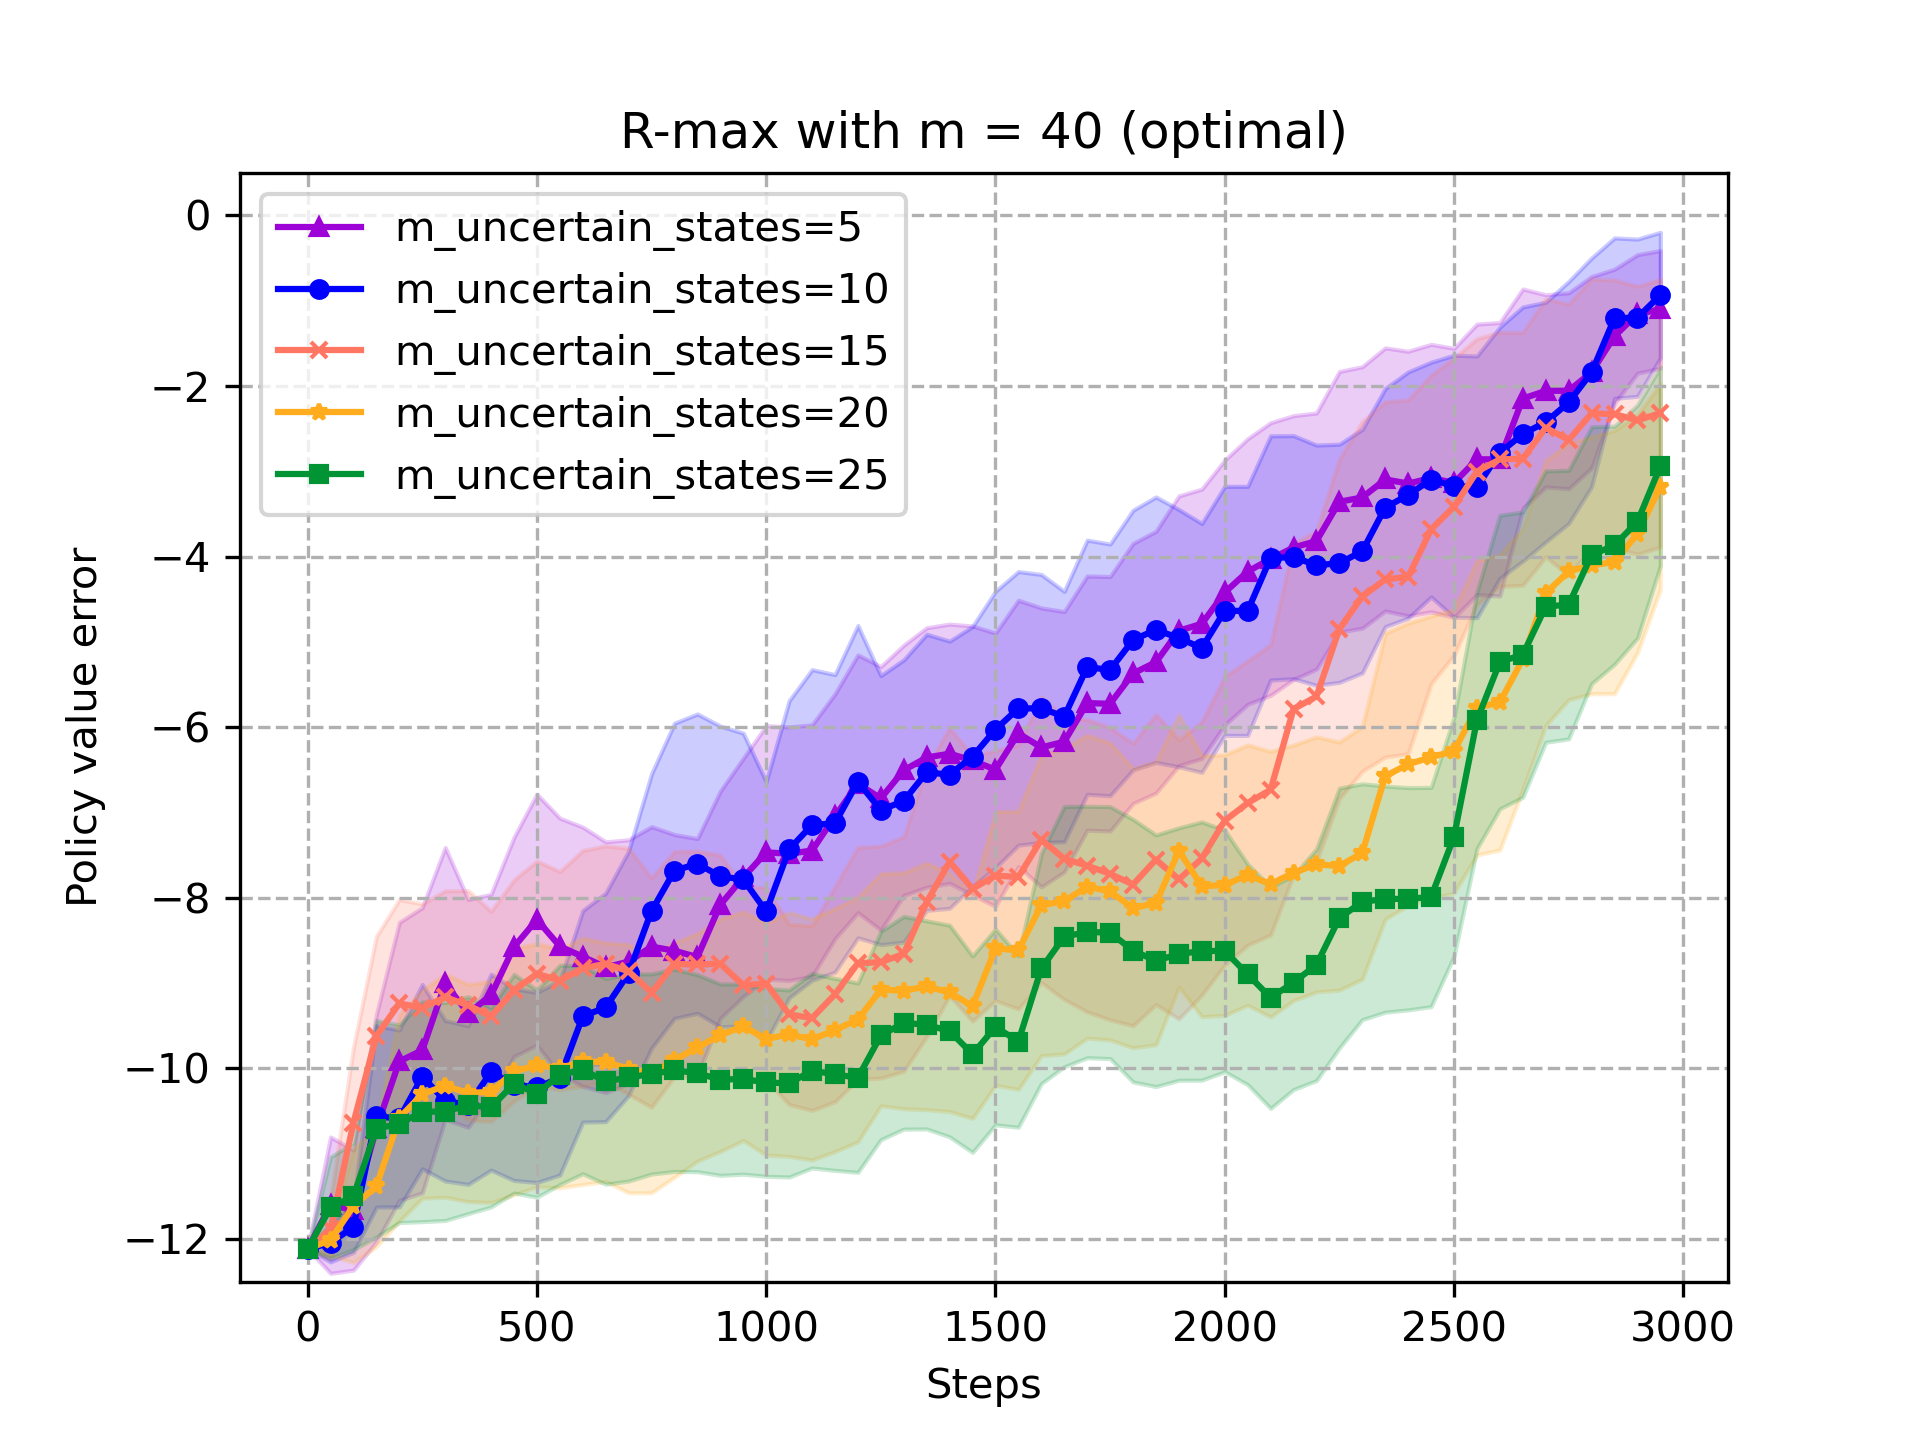 R-max with m = 40 (optimal)
m_uncertain_states=5
m_uncertain_states=10
m_uncertain_states=15
m_uncertain_states=20
m_uncertain_states=25
Policy value error
0
−2
−4
−6
−8
−10
−12
0 500 1000 1500 2000 2500 3000
Steps